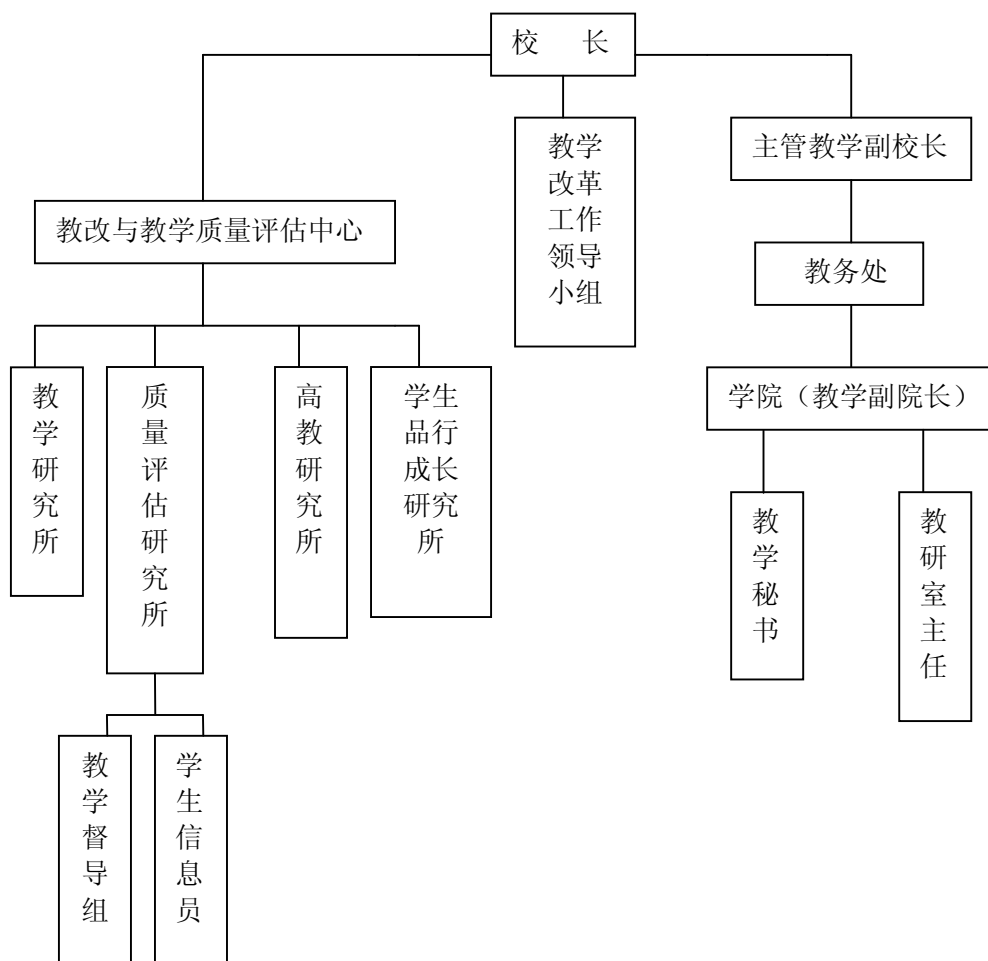 校 长
教学
改革
工作
领导
小组
主管教学副校长
教改与教学质量评估中心
教务处
学院（教学副院长）
教
学
研
究
所
质
量
评
估
研
究
所
高
教
研
究
所
学生
品行
成长
研究
所
教
学
秘
书
教
研
室
主
任
教
学
督
导
组
学
生
信
息
员